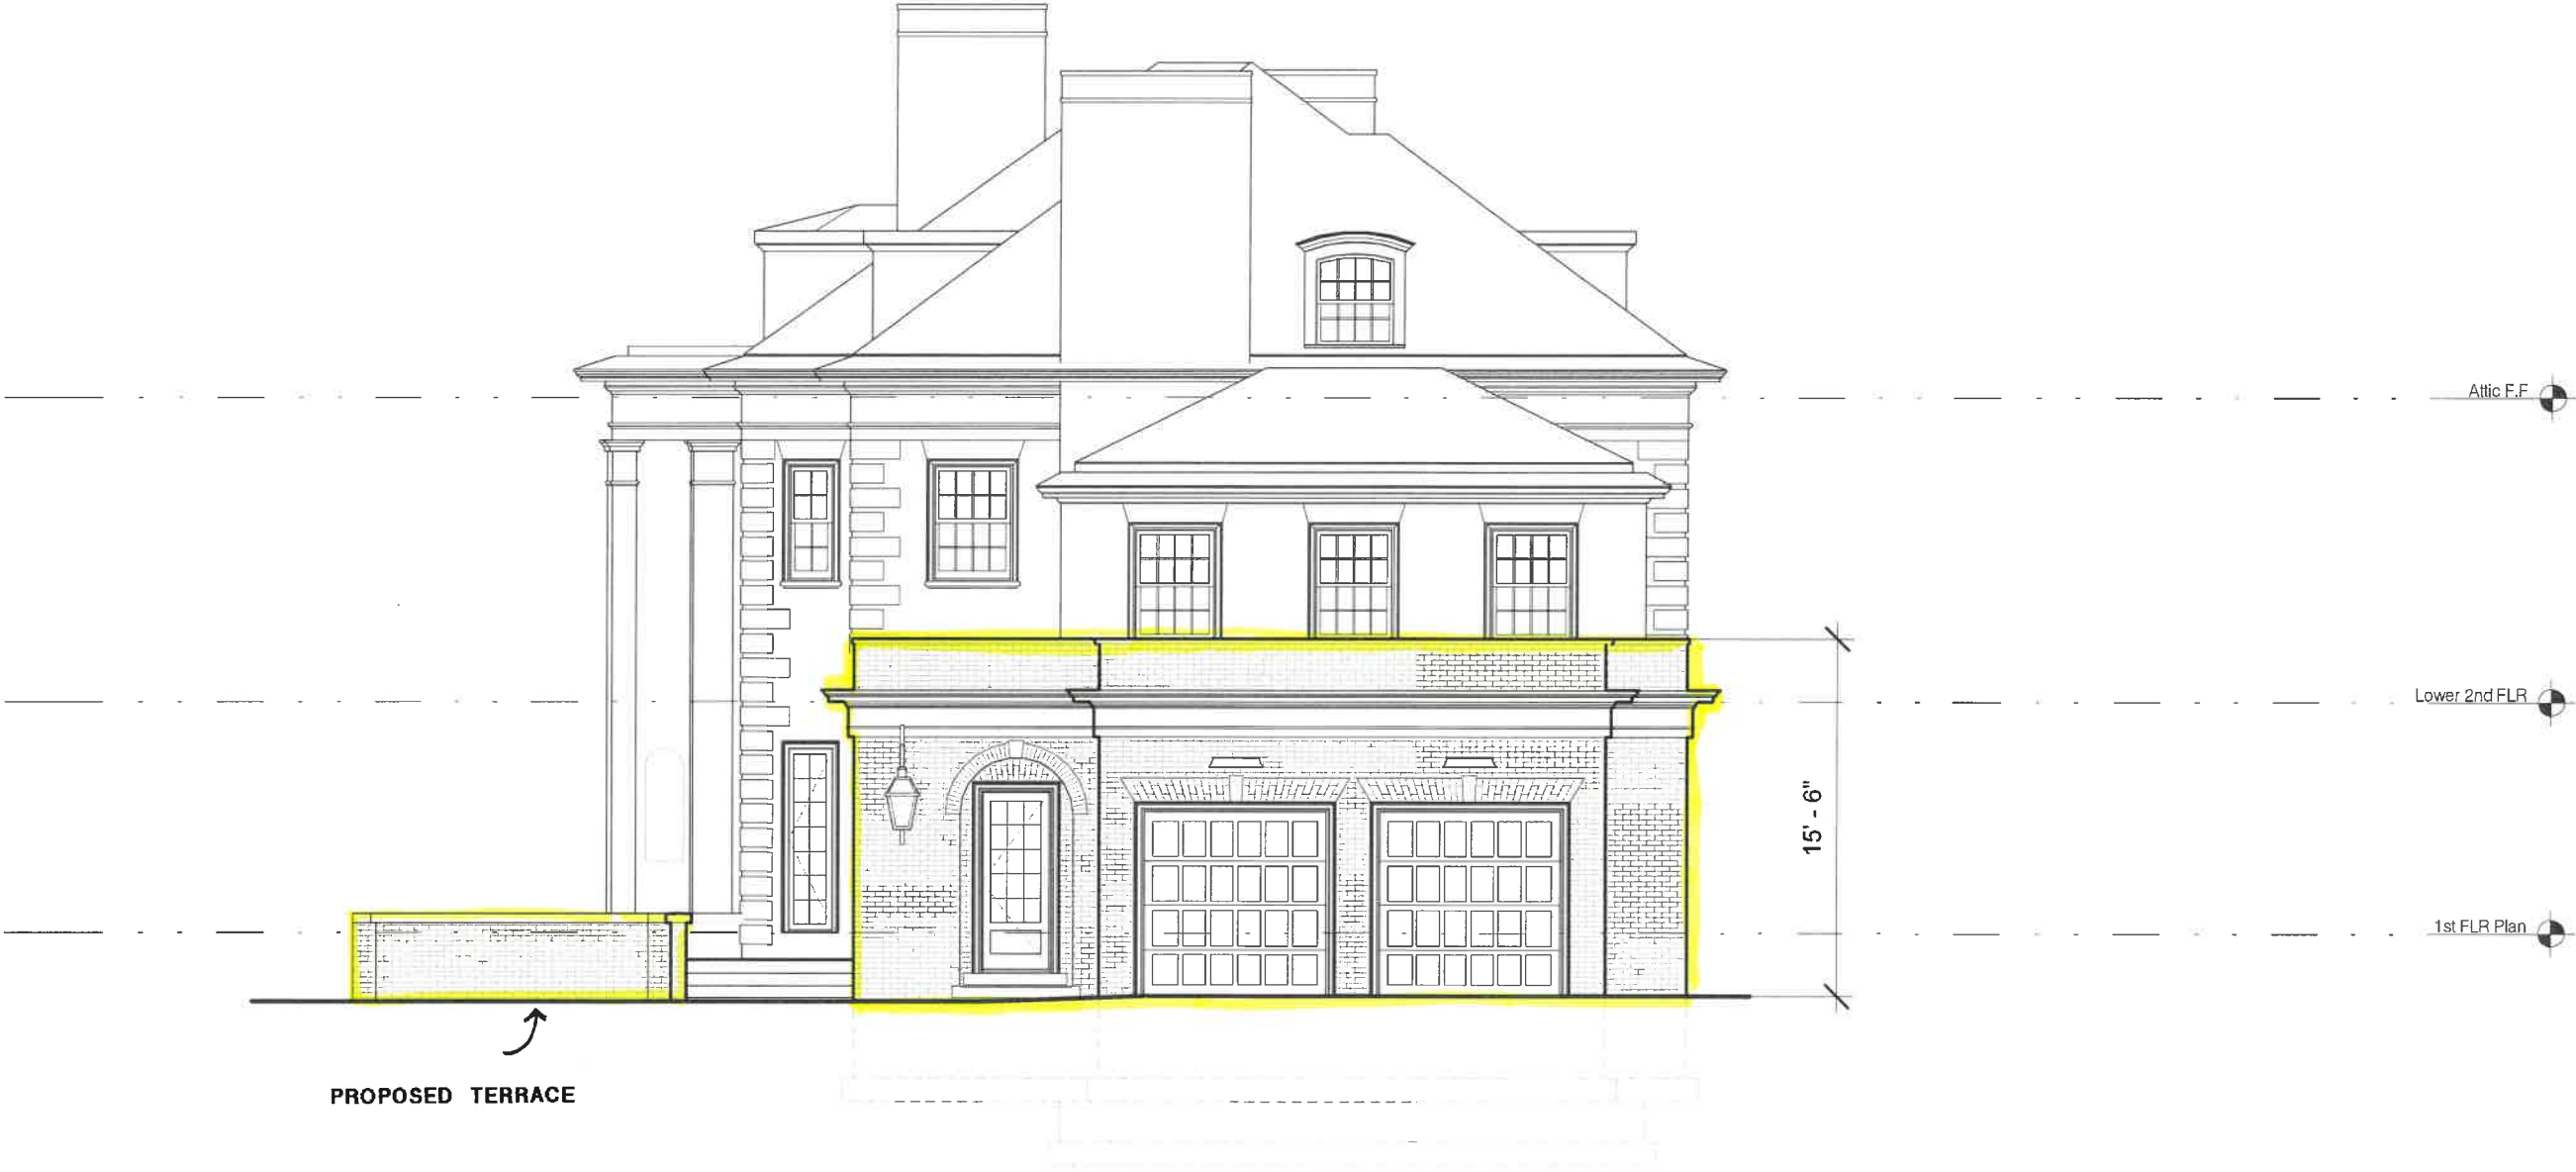 Attic F.F
Lower 2nd FLR
15' - 6"
1st FLR Plan
PROPOSED TERRACE